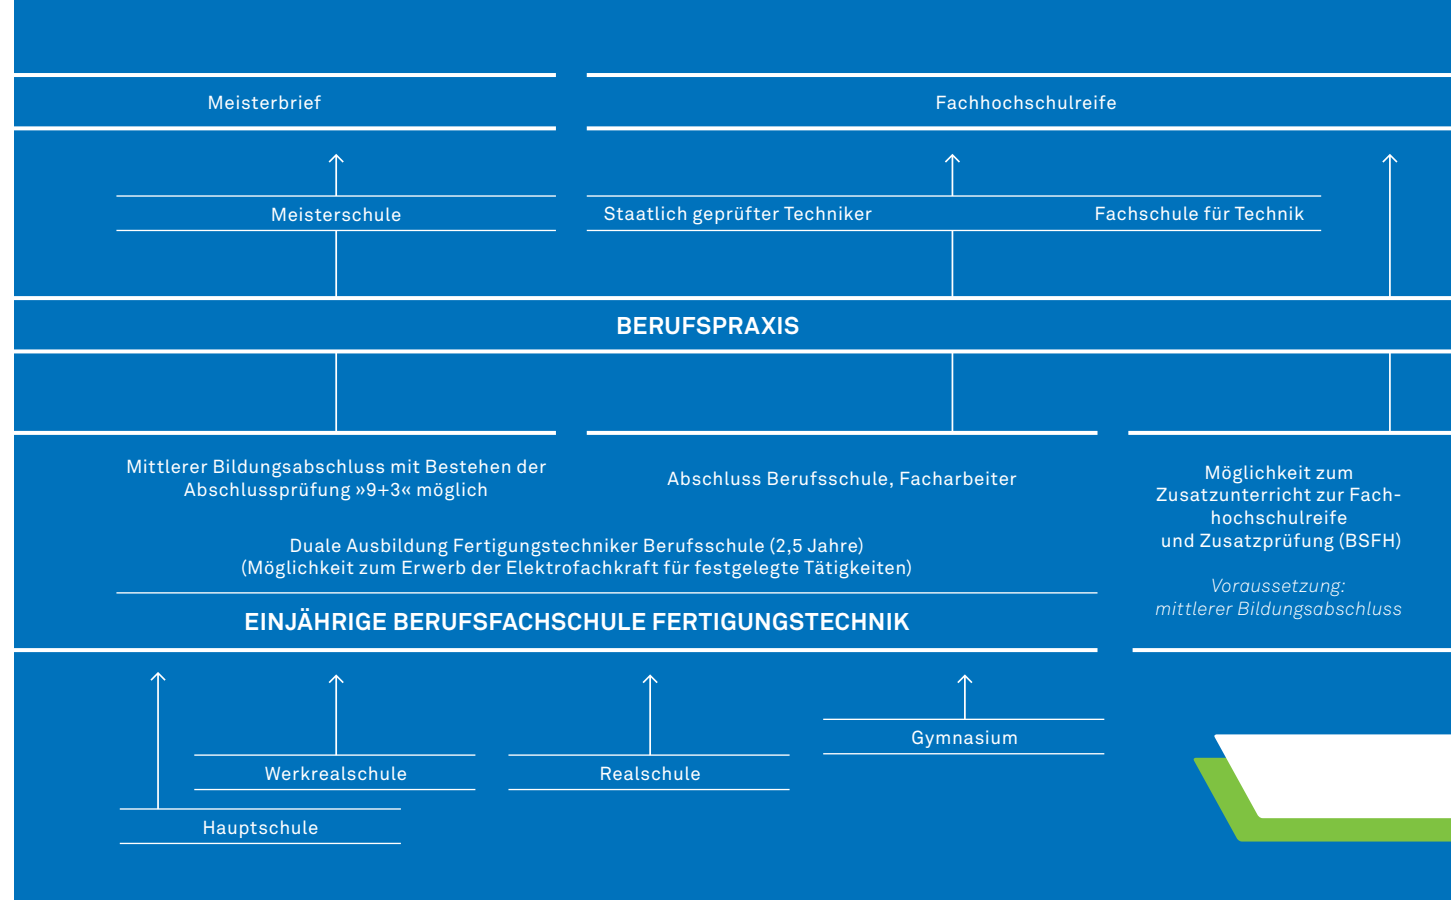 Meisterbrief
Fachhochschulreife
Meisterschule
Staatlich geprüfter Techniker
Fachschule für Technik
BERUFSPRAXIS
Mittlerer Bildungsabschluss mit Bestehen der
Abschlussprüfung »9+3« möglich
Abschluss Berufsschule, Facharbeiter
Duale Ausbildung Fertigungstechniker Berufsschule (2,5 Jahre)
(Möglichkeit zum Erwerb der Elektrofachkraft für festgelegte Tätigkeiten)
EINJÄHRIGE BERUFSFACHSCHULE FERTIGUNGSTECHNIK
Möglichkeit zum
Zusatzunterricht zur Fach-
hochschulreife
und Zusatzprüfung (BSFH)
Voraussetzung:
mittlerer Bildungsabschluss
Gymnasium
Werkrealschule
Realschule
Hauptschule